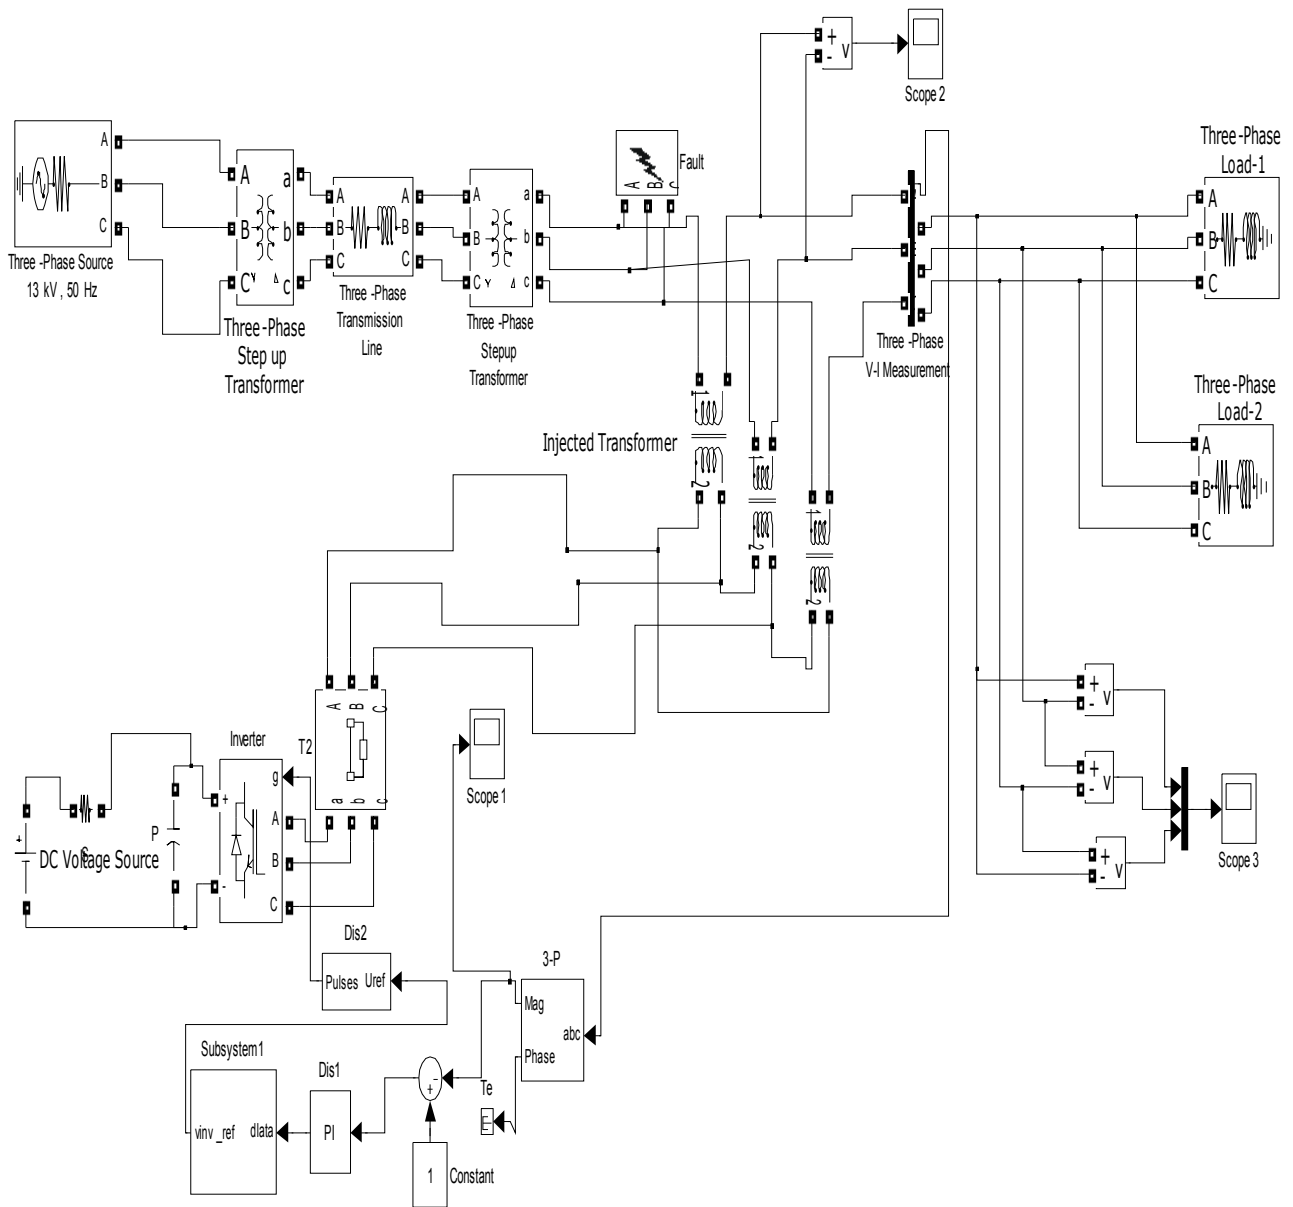 +
-
v
Scope 2
A
B
C
Three -Phase Source
13 kV , 50 Hz
A
B
C
a
b
c
Three -Phase
Step up
Transformer
A
B
C
A
B
C
Three -Phase
Transmission
Line
A
B
C
a
b
c
Three -Phase
Stepup
Transformer
Fault
A
B
C
Three -Phase
V-I Measurement
Three -Phase
Load-1
A
B
C
Three -Phase
Load-2
A
B
C
Injected Transformer
1
2
1
2
1
2
A
B
C
T2
a
b
c
Scope 1
Inverter
g
+
A
B
-
C
+
DC Voltage Source
P
+
-
v
+
-
v
+
-
v
Scope 3
Dis2
Pulses
Uref
3-P
Mag
abc
Phase
Te
Subsystem1
vinv _ref
dlata
Dis1
PI
-
+
1
Constant